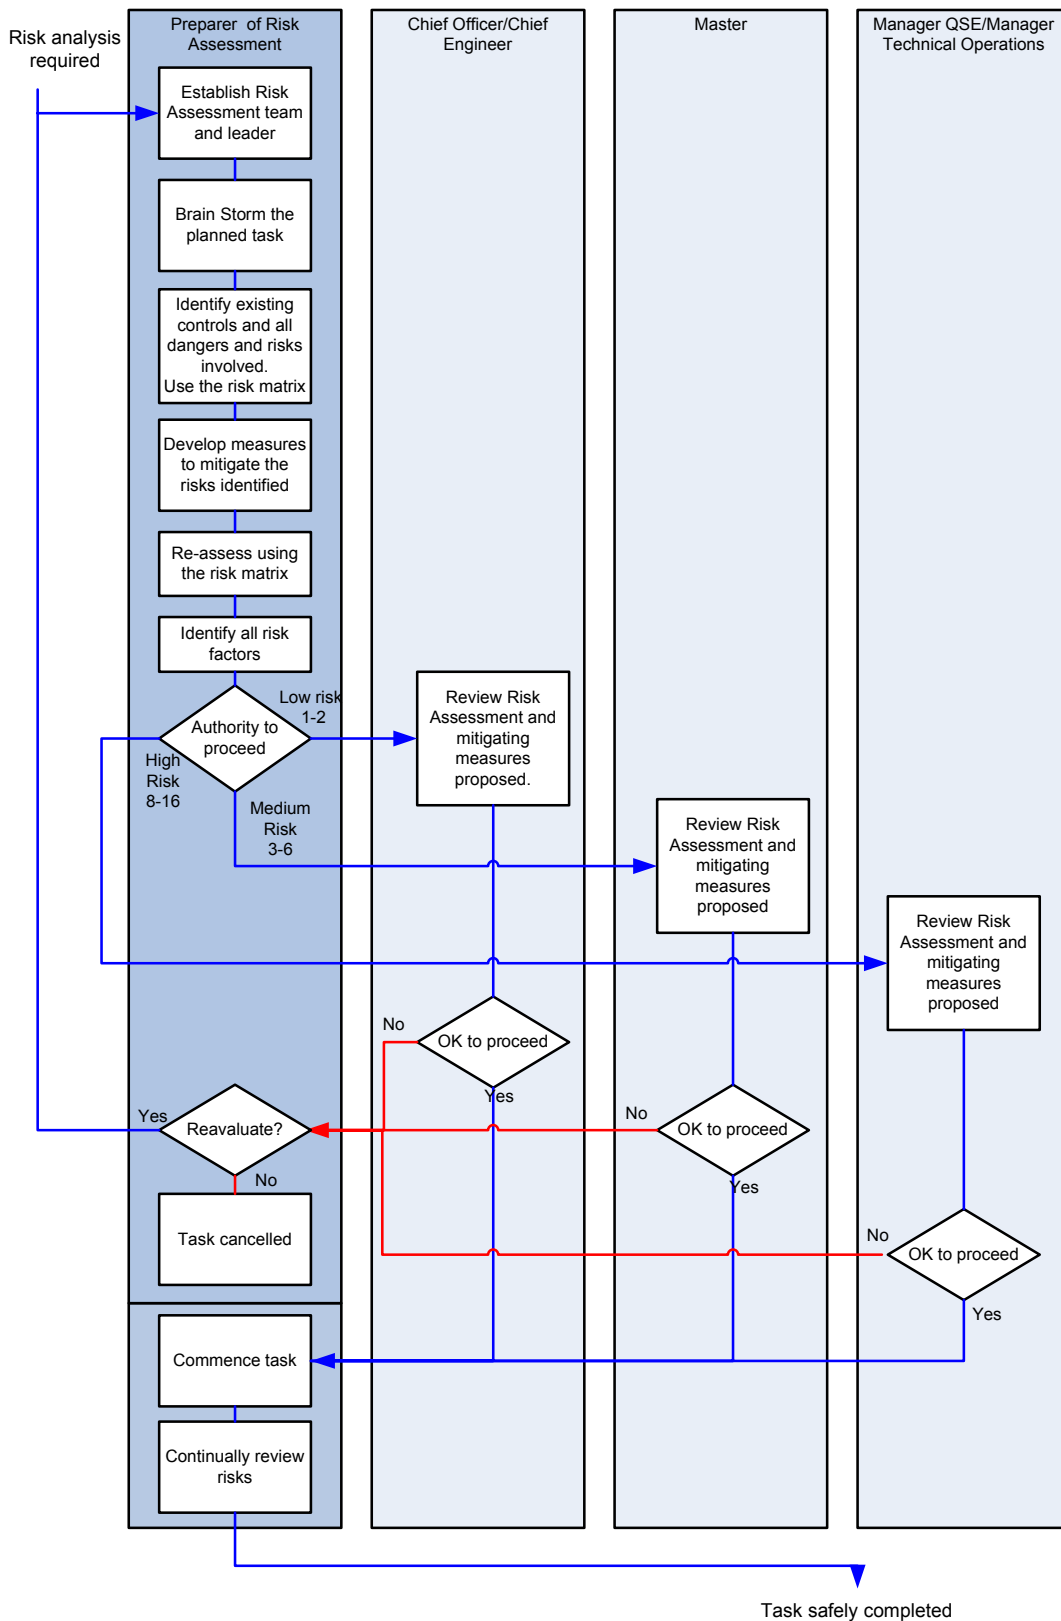 Risk analysis
required
Preparer  of Risk
Assessment
Chief Officer/Chief
Engineer
Master
Manager QSE/Manager
Technical Operations
Establish Risk
Assessment team
and leader
Brain Storm the
planned task
Identify existing
controls and all
dangers and risks
involved.
Use the risk matrix
Develop measures
to mitigate the
risks identified
Re-assess using
the risk matrix
Identify all risk
factors
Authority to
proceed
Low risk
1-2
High
Risk
8-16
Medium
Risk
3-6
Review Risk
Assessment and
mitigating
measures
proposed.
Review Risk
Assessment and
mitigating
measures
proposed
Review Risk
Assessment and
mitigating
measures
proposed
No
OK to proceed
Yes
Yes
Reavaluate?
No
No
OK to proceed
Yes
Task cancelled
No
OK to proceed
Yes
Commence task
Continually review
risks
Task safely completed